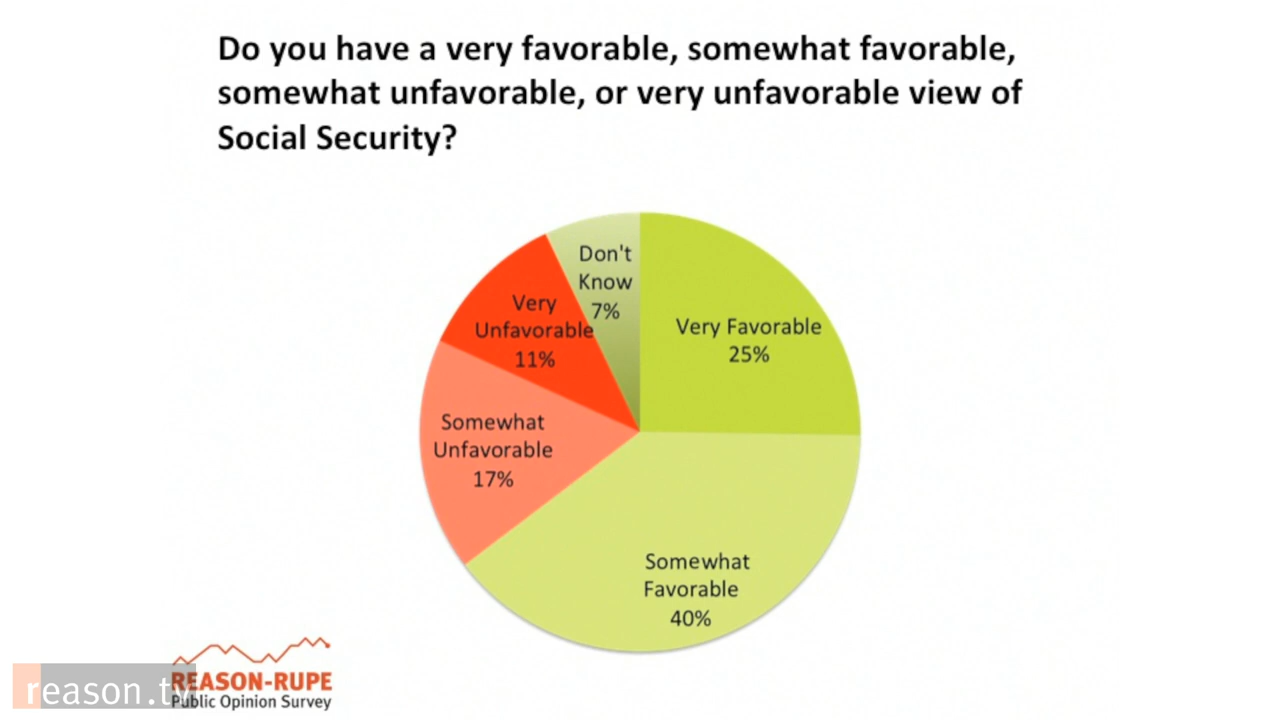 Do you have a very favorable, somewhat favorable,
somewhat unfavorable, or very unfavorable view of
Social Security?
Don't
Know
7%
Very
Unfavorable
11%
Very Favorable
25%
Somewhat
Unfavorable
17%
Somewhat
Favorable
40%
REASON-RUPE
Public Opinion Survey
reason.tv